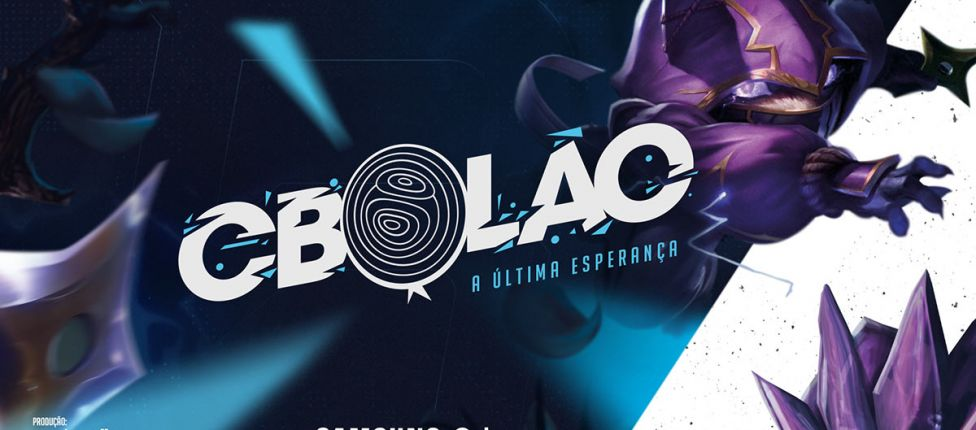 CBOLÃO
A ÚLTIMA ESPERANÇA
PRODUÇÃO: